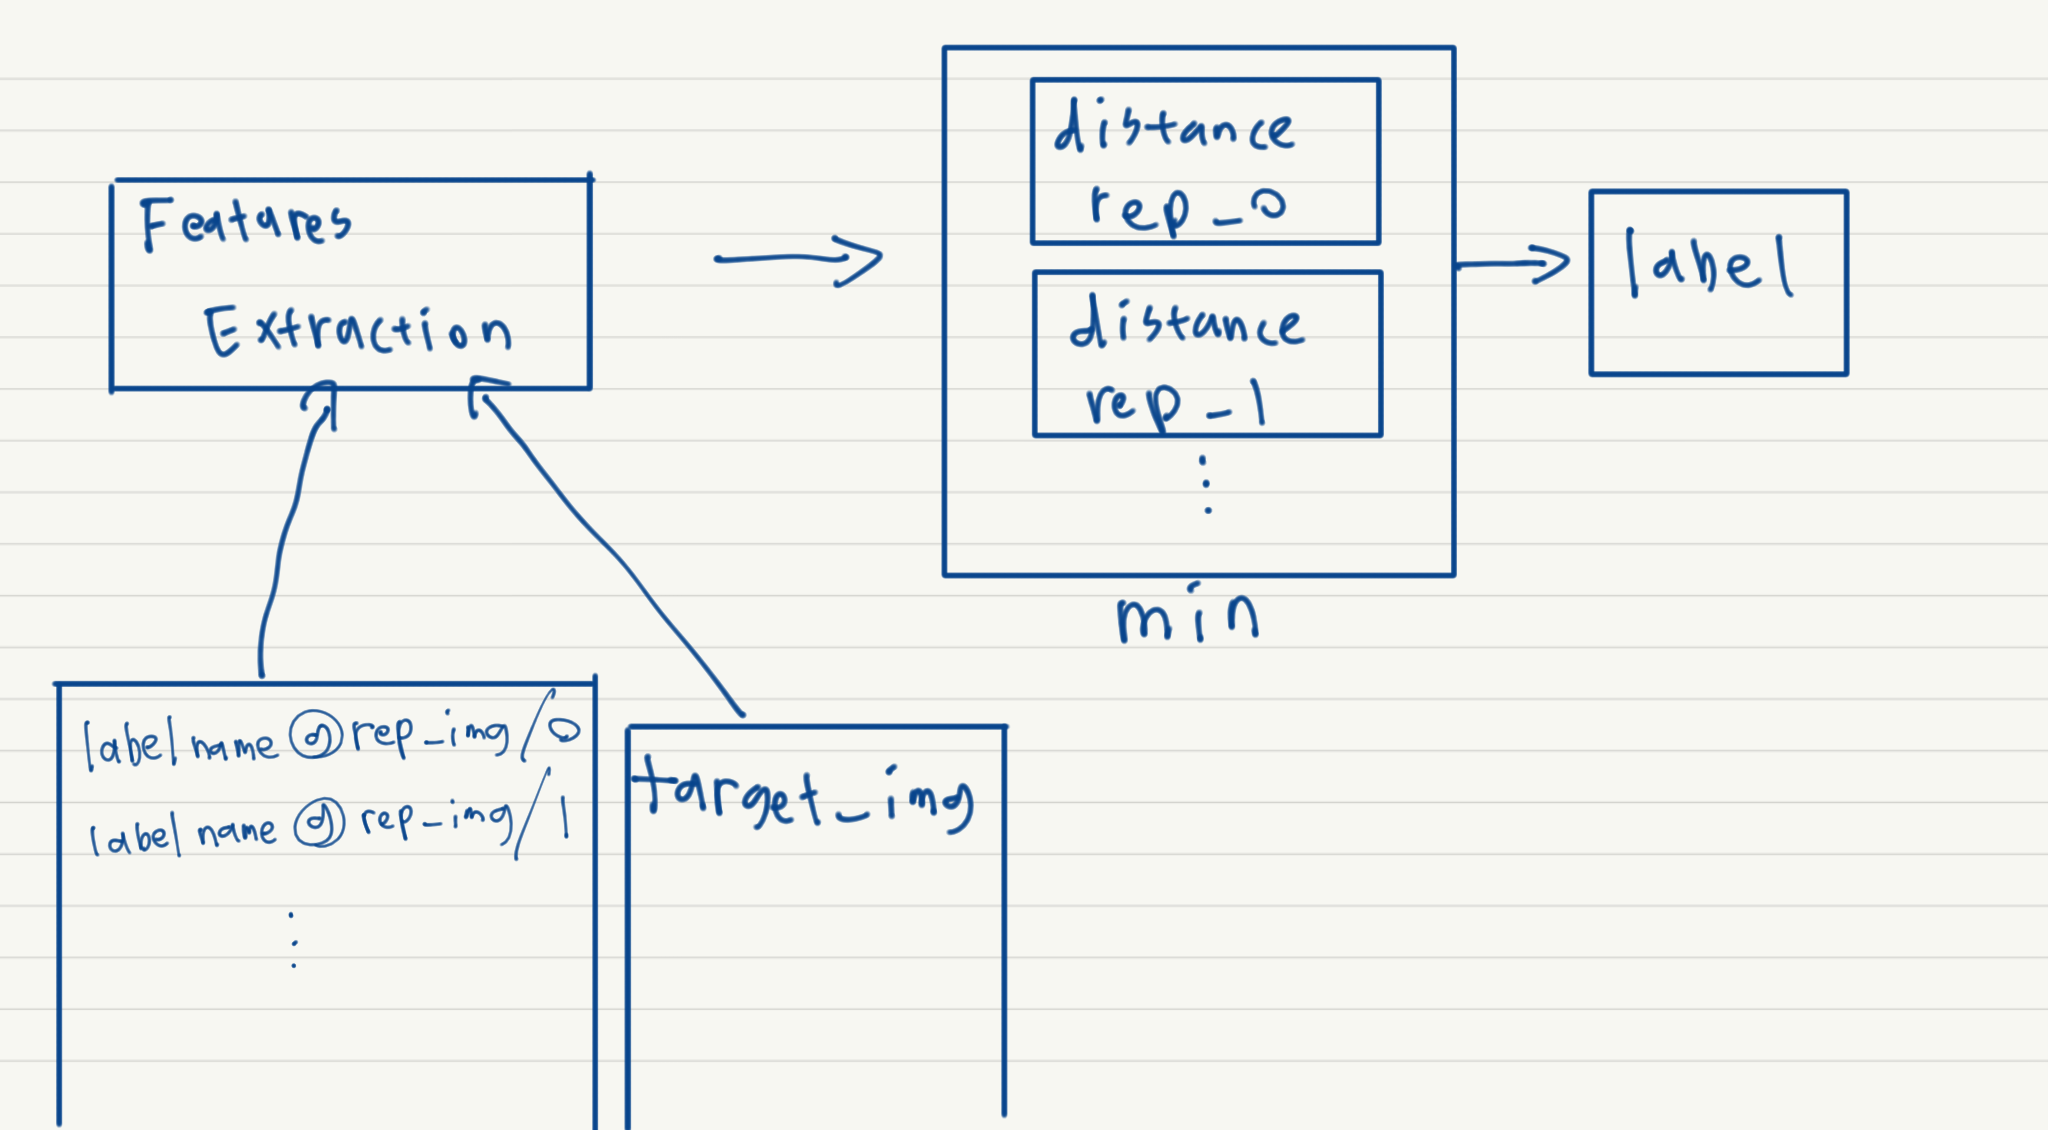 Features
Extraction
distance
rep_0
distance
rep_1
min
label
label name @ rep_img/0
label name @ rep_img/1
target_img